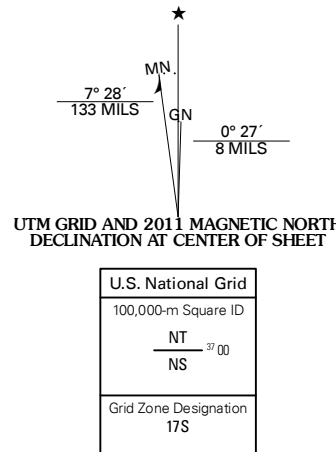 ★
MN
7° 28´
133 MILS
GN
0° 27´
8 MILS
UTM GRID AND 2011 MAGNETIC NORTH
DECLINATION AT CENTER OF SHEET
U.S. National Grid
100,000-m Square ID
NT
37 00
NS
Grid Zone Designation
17S